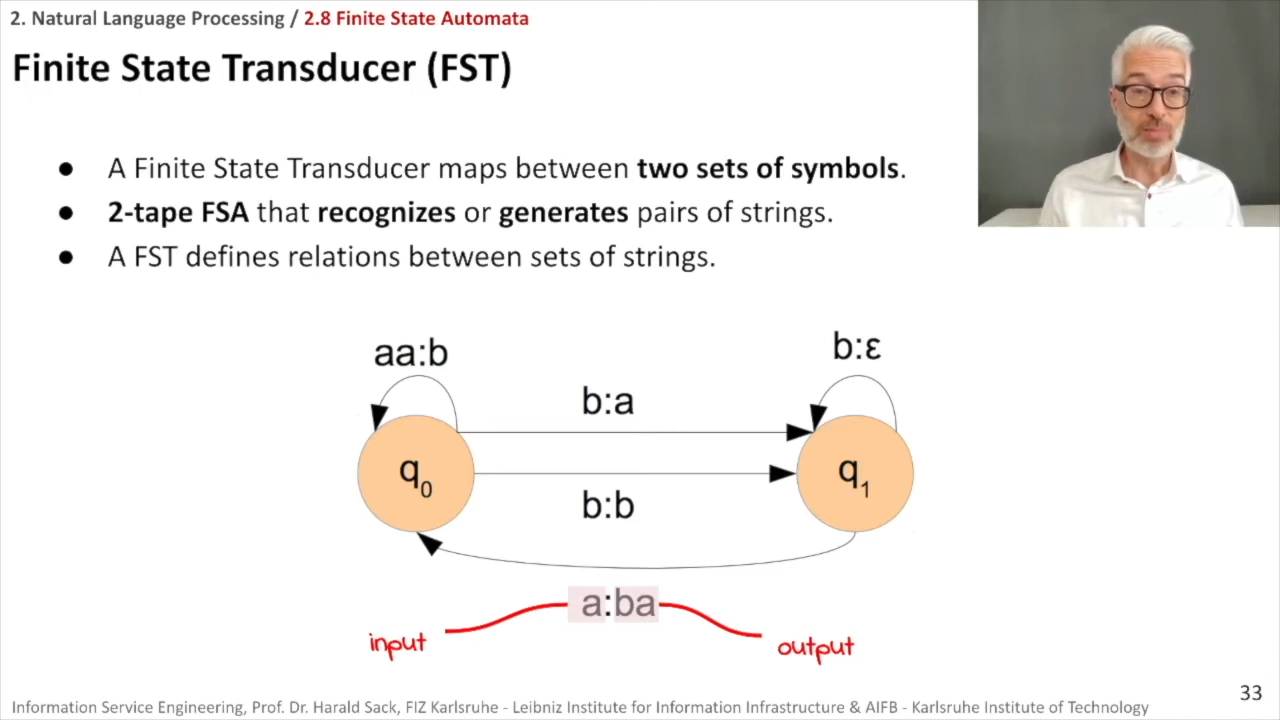 2. Natural Language Processing / 2.8 Finite State Automata
Finite State Transducer (FST)
● A Finite State Transducer maps between two sets of symbols.
● 2-tape FSA that recognizes or generates pairs of strings.
● A FST defines relations between sets of strings.
aa:b
b:ε
b:a
q0
q1
b:b
a:ba
input
output
33
Information Service Engineering, Prof. Dr. Harald Sack, FIZ Karlsruhe - Leibniz Institute for Information Infrastructure & AIFB - Karlsruhe Institute of Technology